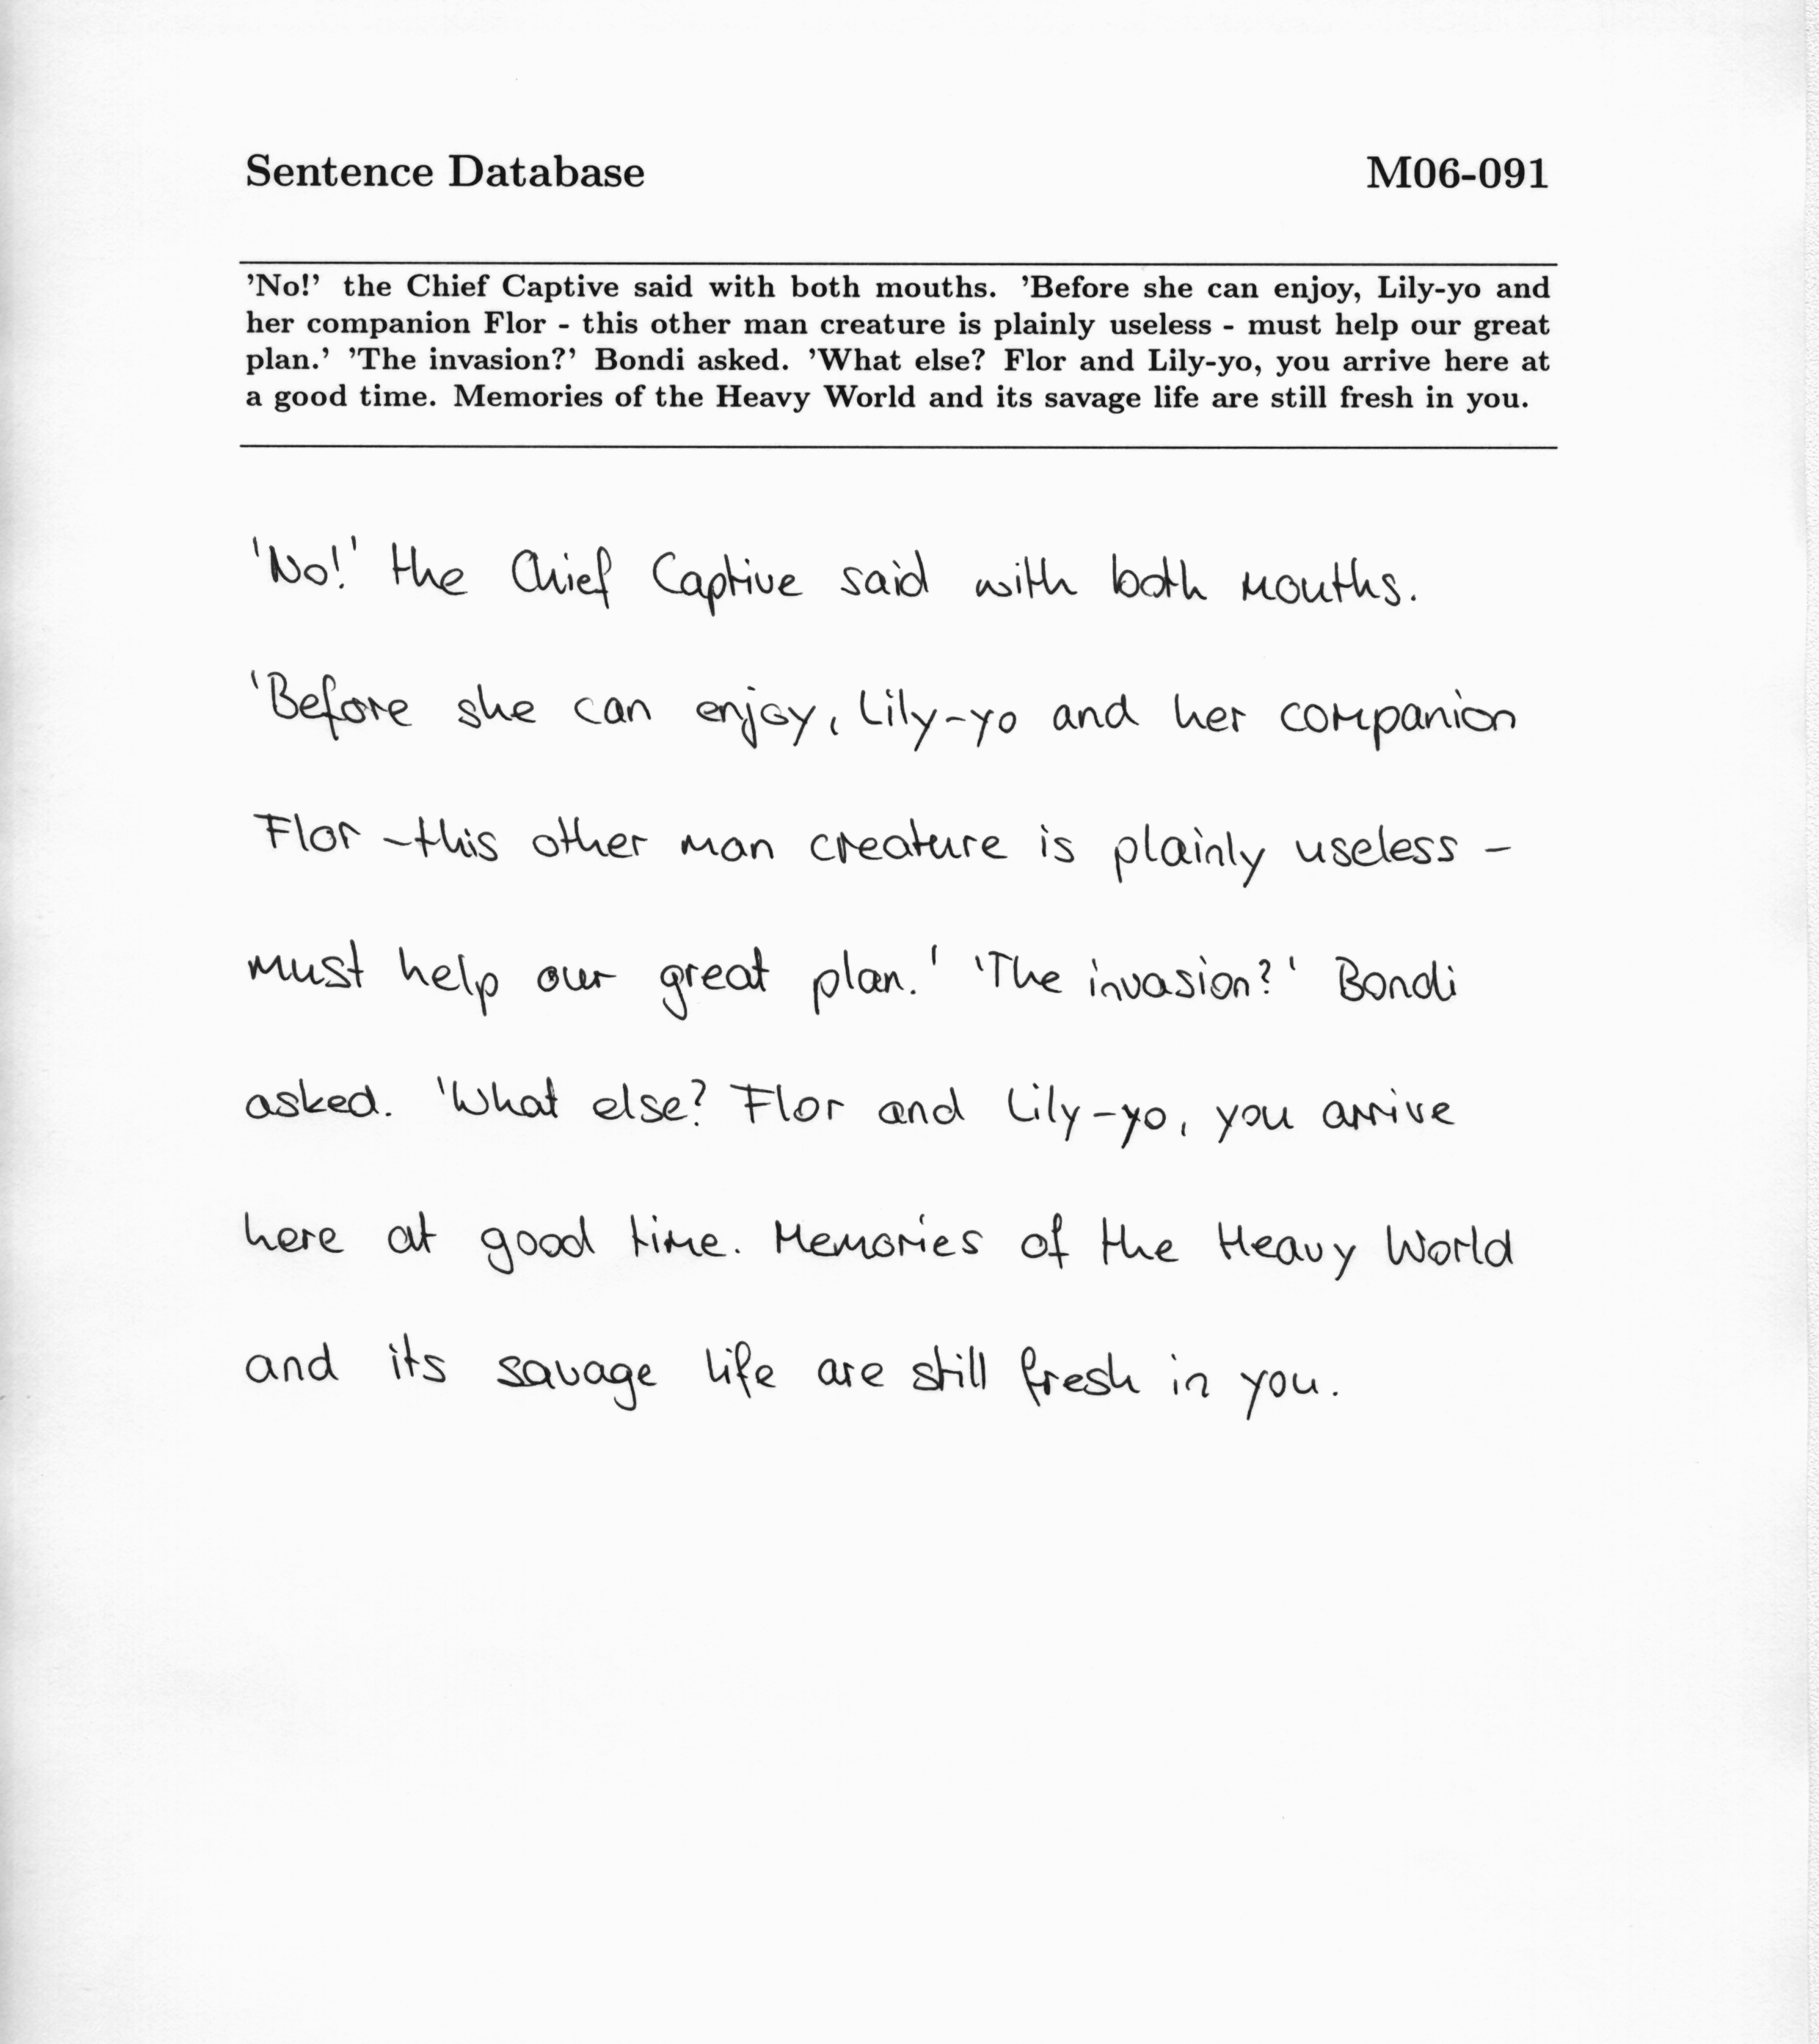 Sentence Database M06-091
'No!' the Chief Captive said with both mouths. 'Before she can enjoy, Lily-yo and
her companion Flor - this other man creature is plainly useless - must help our great
plan.' 'The invasion?' Bondi asked. 'What else? Flor and Lily-yo, you arrive here at
a good time. Memories of the Heavy World and its savage life are still fresh in you.
'No!' the Chief Captive said with both mouths.
'Before she can enjoy, Lily-yo and her companion
Flor - this other man creature is plainly useless -
must help our great plan.' 'The invasion?' Bondi
asked. 'What else? Flor and Lily-yo, you arrive
here at good time. Memories of the Heavy World
and its savage life are still fresh in you.